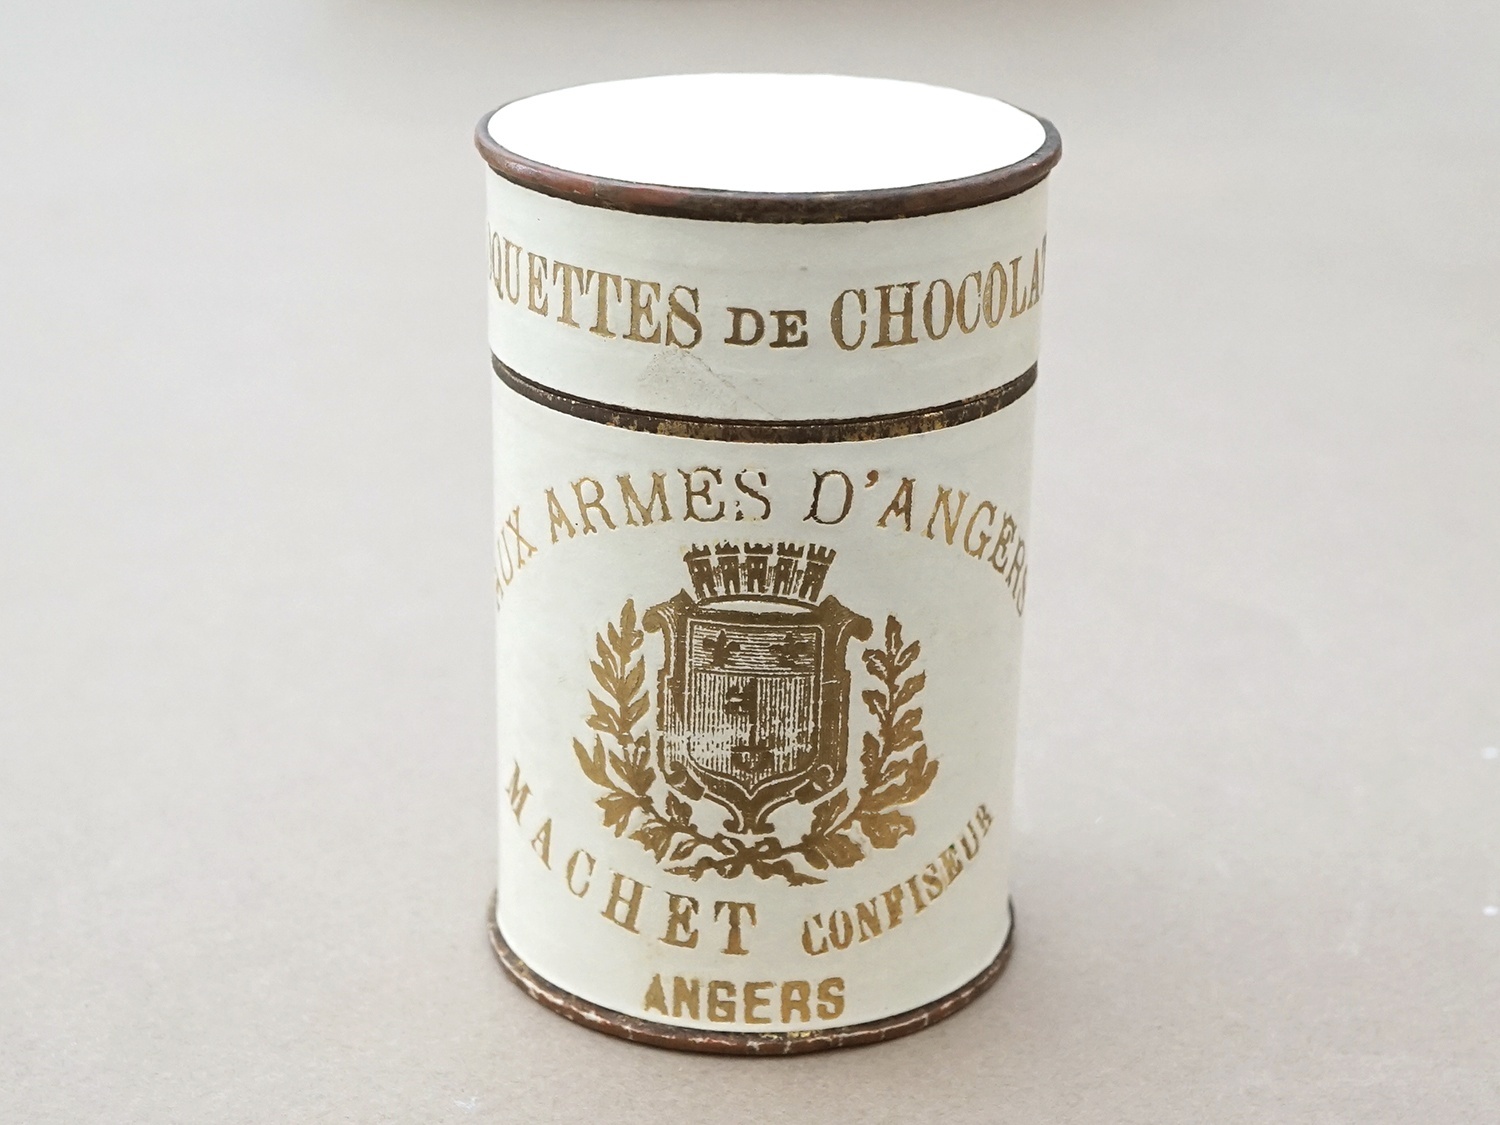 QUETTES DE CHOCOLA
AUX ARMES D'ANGERS
MACHET CONFISEUR
ANGERS